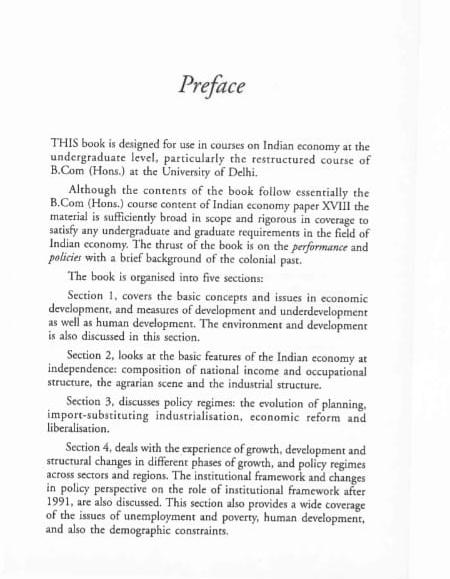 Preface
THIS book is designed for use in courses on Indian economy at the
undergraduate level, particularly the restructured course of
B.Com (Hons.) at the University of Delhi.
Although the contents of the book follow essentially the
B.Com (Hons.) course content of Indian economy paper XVIII the
material is sufficiently broad in scope and rigorous in coverage to
satisfy any undergraduate and graduate requirements in the field of
Indian economy. The thrust of the book is on the performance and
policies with a brief background of the colonial past.
The book is organised into five sections:
Section 1, covers the basic concepts and issues in economic
development, and measures of development and underdevelopment
as well as human development. The environment and development
is also discussed in this section.
Section 2, looks at the basic features of the Indian economy at
independence: composition of national income and occupational
structure, the agrarian scene and the industrial structure.
Section 3, discusses policy regimes: the evolution of planning,
import-substituting industrialisation, economic reform and
liberalisation.
Section 4, deals with the experience of growth, development and
structural changes in different phases of growth, and policy regimes
across sectors and regions. The institutional framework and changes
in policy perspective on the role of institutional framework after
1991, are also discussed. This section also provides a wide coverage
of the issues of unemployment and poverty, human development,
and also the demographic constraints.